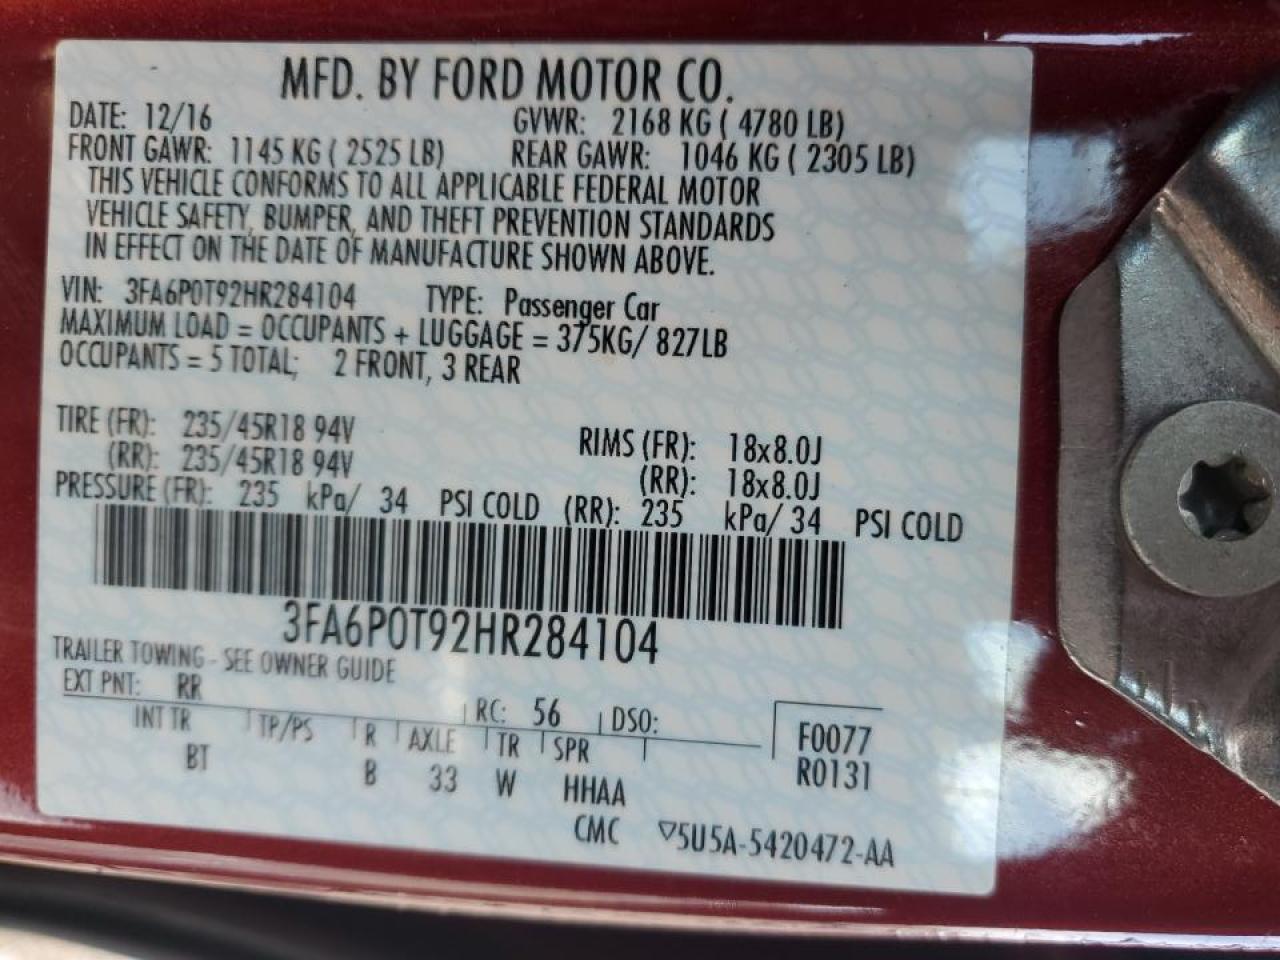 MFD. BY FORD MOTOR CO.
DATE: 12/16 GVWR: 2168 KG ( 4780 LB)
FRONT GAWR: 1145 KG ( 2525 LB) REAR GAWR: 1046 KG ( 2305 LB)
THIS VEHICLE CONFORMS TO ALL APPLICABLE FEDERAL MOTOR
VEHICLE SAFETY, BUMPER, AND THEFT PREVENTION STANDARDS
IN EFFECT ON THE DATE OF MANUFACTURE SHOWN ABOVE.
VIN: 3FA6P0T92HR284104 TYPE: Passenger Car
MAXIMUM LOAD = OCCUPANTS + LUGGAGE = 375KG/ 827LB
OCCUPANTS = 5 TOTAL; 2 FRONT, 3 REAR
TIRE (FR): 235/45R18 94V RIMS (FR): 18x8.0J
(RR): 235/45R18 94V (RR): 18x8.0J
PRESSURE (FR): 235 kPa/ 34 PSI COLD (RR): 235 kPa/ 34 PSI COLD
3FA6P0T92HR284104
TRAILER TOWING - SEE OWNER GUIDE
EXT PNT: RR RC: 56 DSO: F0077
INT TR TP/PS R AXLE TR SPR R0131
BT B 33 W HHAA
CMC ▽5U5A-5420472-AA